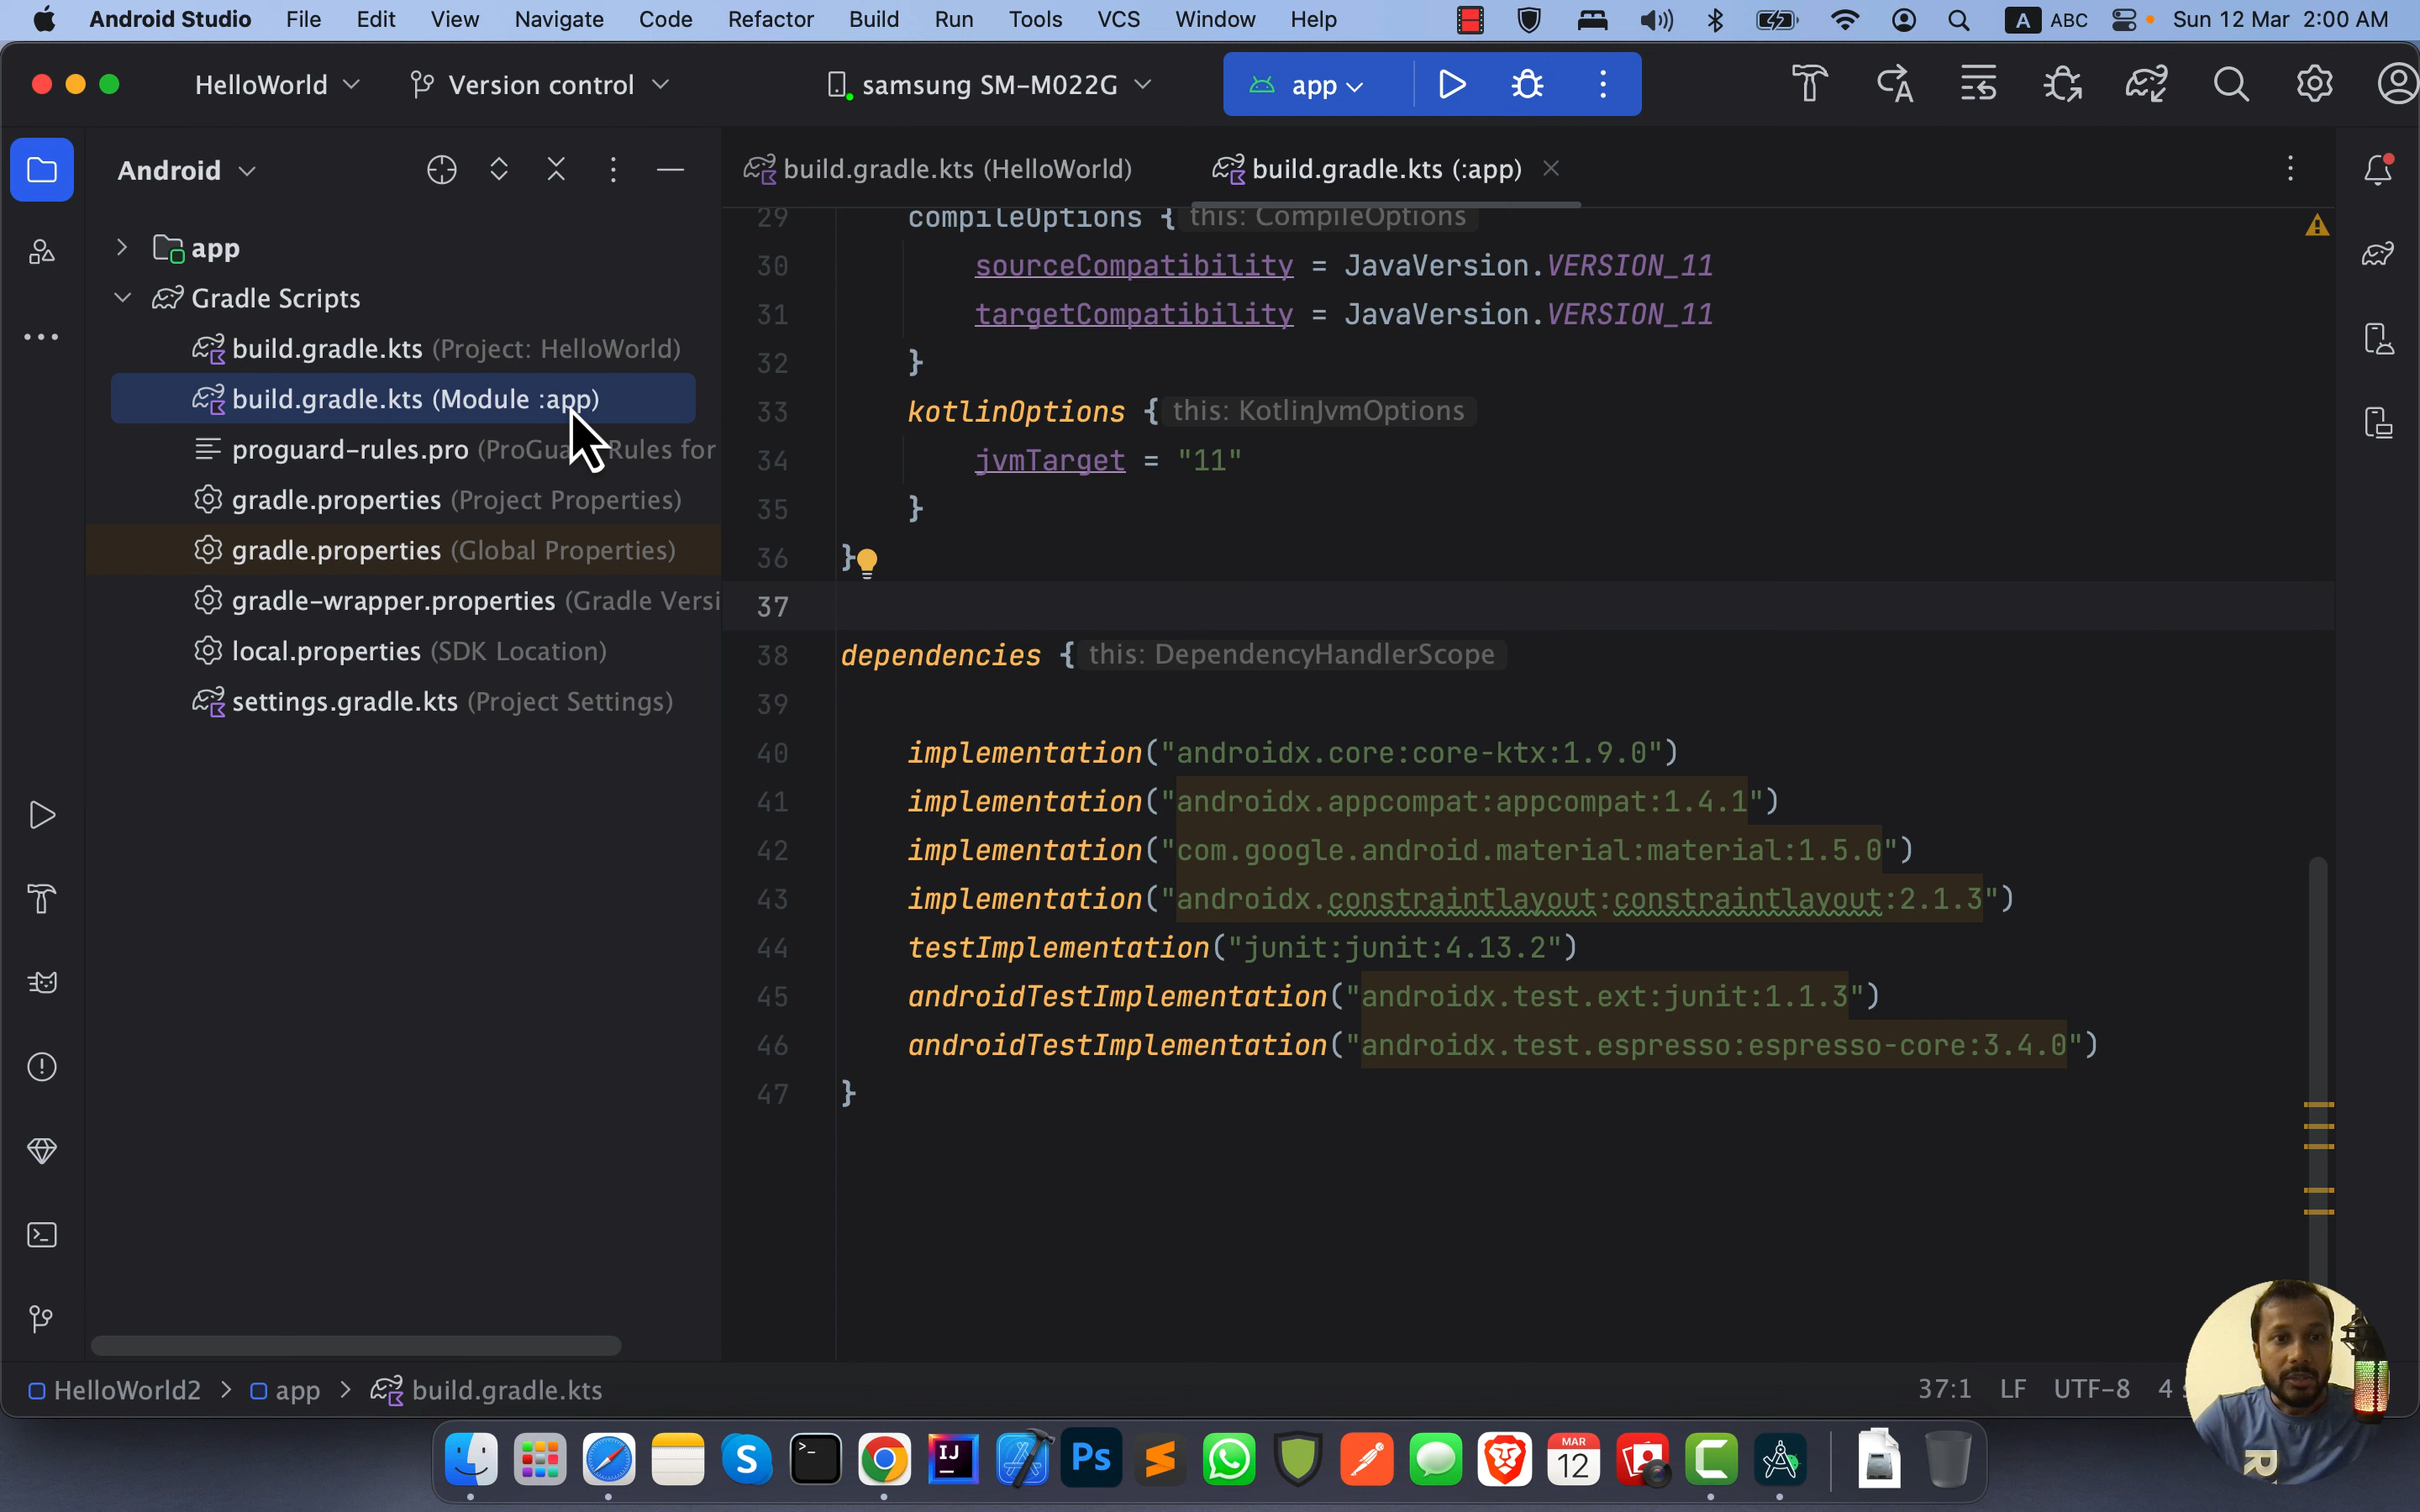 Android Studio File Edit View Navigate Code Refactor Build Run Tools VCS Window Help A ABC Sun 12 Mar 2:00 AM
HelloWorld Version control samsung SM-M022G app
Android
build.gradle.kts (HelloWorld) build.gradle.kts (:app)
app
Gradle Scripts
build.gradle.kts (Project: HelloWorld)
build.gradle.kts (Module :app)
proguard-rules.pro (ProGua Rules for
gradle.properties (Project Properties)
gradle.properties (Global Properties)
gradle-wrapper.properties (Gradle Versi
local.properties (SDK Location)
settings.gradle.kts (Project Settings)
29 compileOptions { this: CompileOptions
30 sourceCompatibility = JavaVersion.VERSION_11
31 targetCompatibility = JavaVersion.VERSION_11
32 }
33 kotlinOptions { this: KotlinJvmOptions
34 jvmTarget = "11"
35 }
36 }
37
38 dependencies { this: DependencyHandlerScope
39
40 implementation("androidx.core:core-ktx:1.9.0")
41 implementation("androidx.appcompat:appcompat:1.4.1")
42 implementation("com.google.android.material:material:1.5.0")
43 implementation("androidx.constraintlayout:constraintlayout:2.1.3")
44 testImplementation("junit:junit:4.13.2")
45 androidTestImplementation("androidx.test.ext:junit:1.1.3")
46 androidTestImplementation("androidx.test.espresso:espresso-core:3.4.0")
47 }
HelloWorld2 > app > build.gradle.kts 37:1 LF UTF-8 4
S >_ IJ Ps MAR 12 C
R